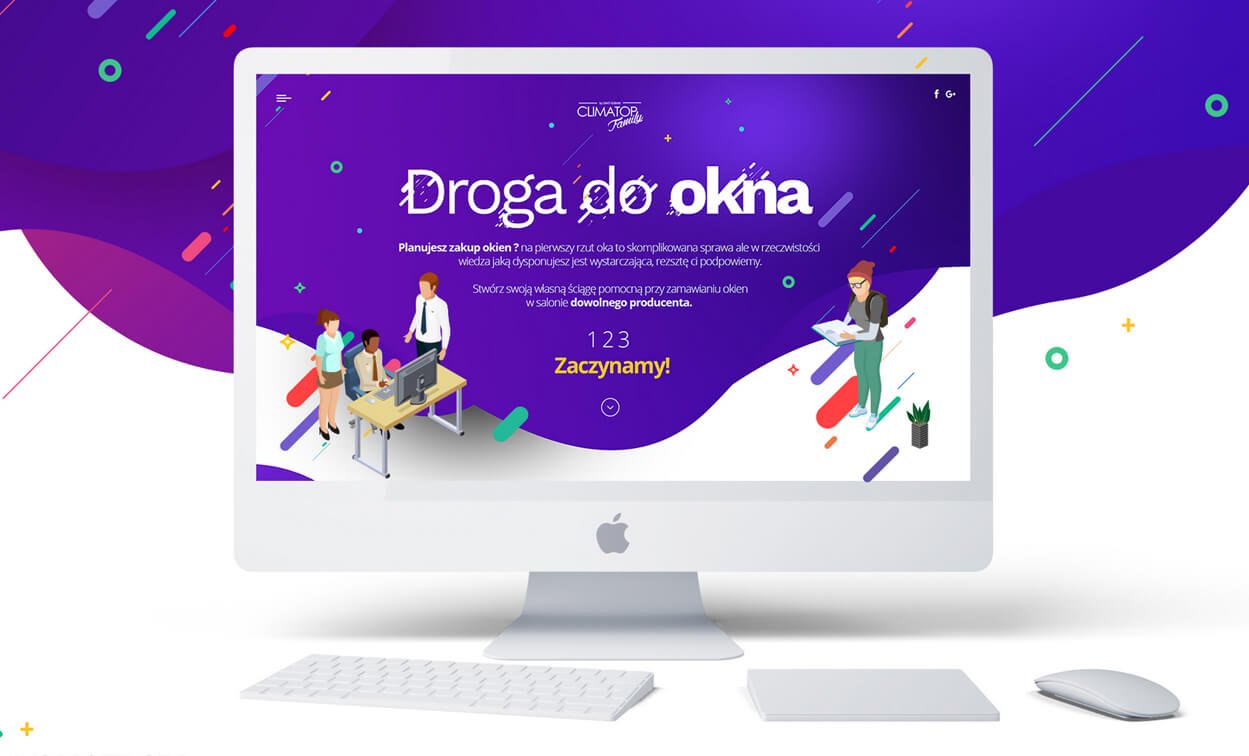 CLIMATOP
Family
f G+
Droga do okna
Planujesz zakup okien ? na pierwszy rzut oka to skomplikowana sprawa ale w rzeczwistości
wiedza jaką dysponujesz jest wystarczająca, rezsztę ci podpowiemy.
Stwórz swoją własną ściągę pomocną przy zamawianiu okien
w salonie dowolnego producenta.
1 2 3
Zaczynamy!